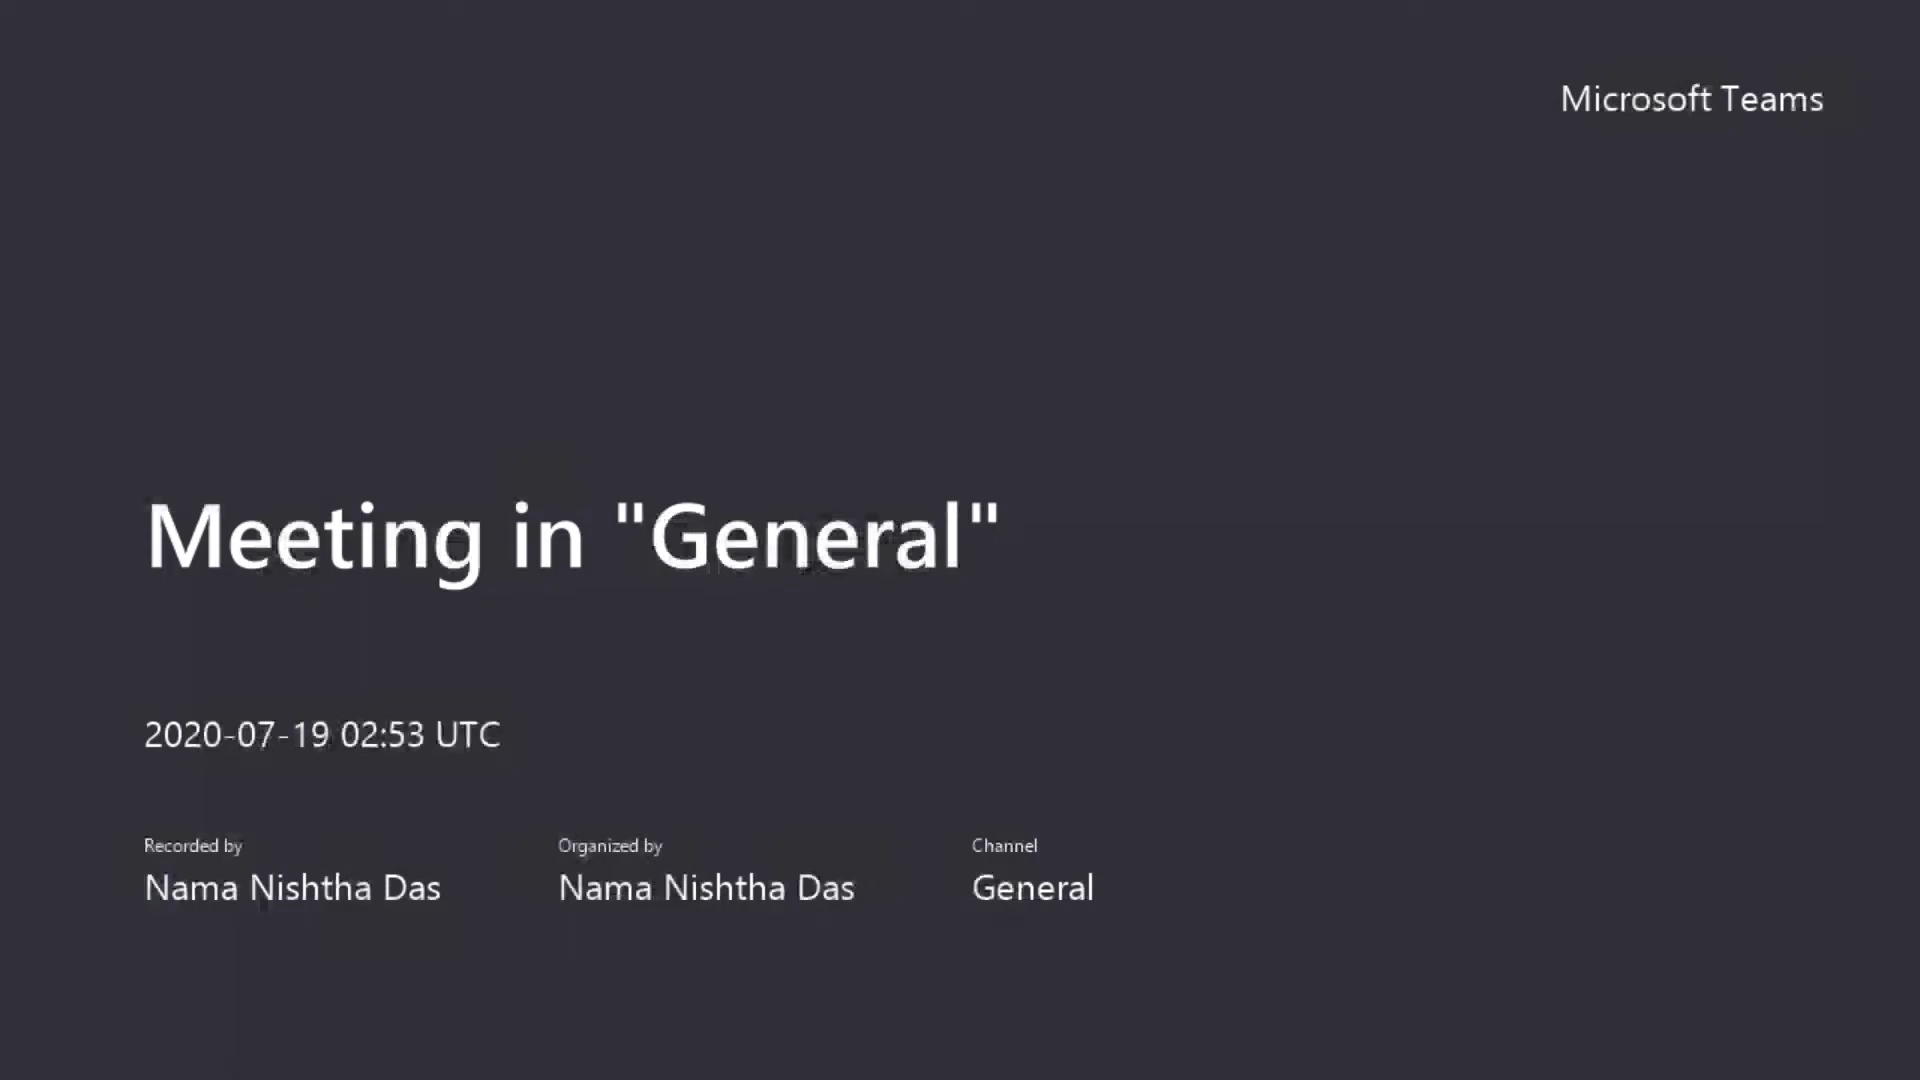 Microsoft Teams
Meeting in "General"
2020-07-19 02:53 UTC
Recorded by
Nama Nishtha Das
Organized by
Nama Nishtha Das
Channel
General